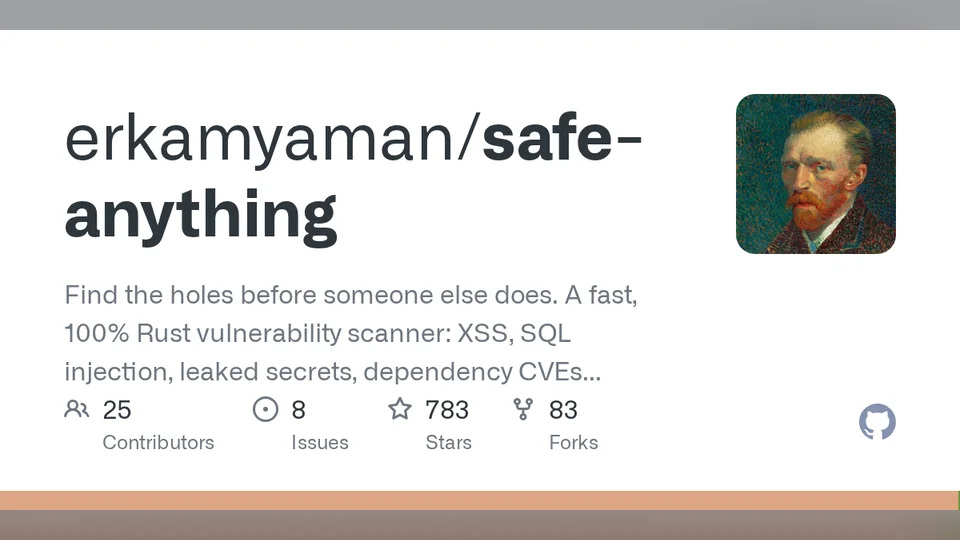 erkamyaman/safe-
anything
Find the holes before someone else does. A fast,
100% Rust vulnerability scanner: XSS, SQL
injection, leaked secrets, dependency CVEs...
25 8 783 83
Contributors Issues Stars Forks